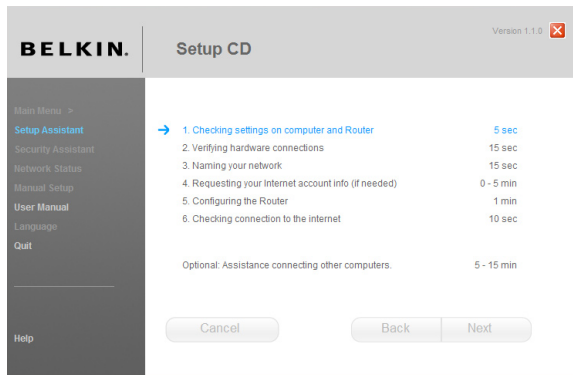 Version 1.1.0
BELKIN.
Setup CD
Main Menu >
Setup Assistant
Security Assistant
Network Status
Manual Setup
User Manual
Language
Quit
Help
1. Checking settings on computer and Router 5 sec
2. Verifying hardware connections 15 sec
3. Naming your network 15 sec
4. Requesting your Internet account info (if needed) 0 - 5 min
5. Configuring the Router 1 min
6. Checking connection to the internet 10 sec
Optional: Assistance connecting other computers. 5 - 15 min
Cancel Back Next